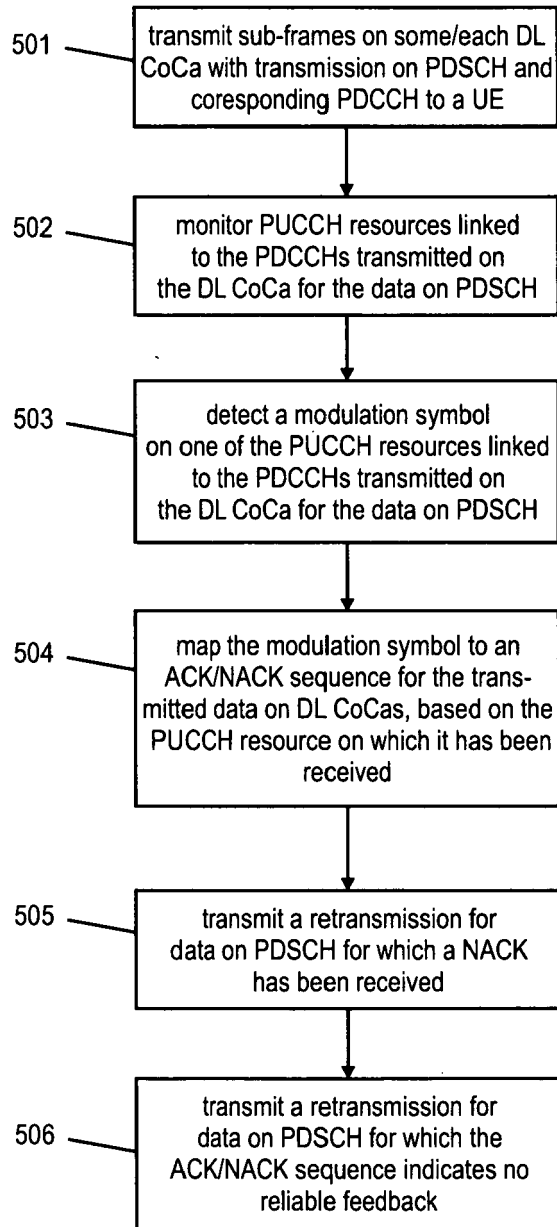 501
transmit sub-frames on some/each DL
CoCa with transmission on PDSCH and
coresponding PDCCH to a UE
502
monitor PUCCH resources linked
to the PDCCHs transmitted on
the DL CoCa for the data on PDSCH
503
detect a modulation symbol
on one of the PUCCH resources linked
to the PDCCHs transmitted on
the DL CoCa for the data on PDSCH
504
map the modulation symbol to an
ACK/NACK sequence for the trans-
mitted data on DL CoCas, based on the
PUCCH resource on which it has been
received
505
transmit a retransmission for
data on PDSCH for which a NACK
has been received
506
transmit a retransmission for
data on PDSCH for which the
ACK/NACK sequence indicates no
reliable feedback